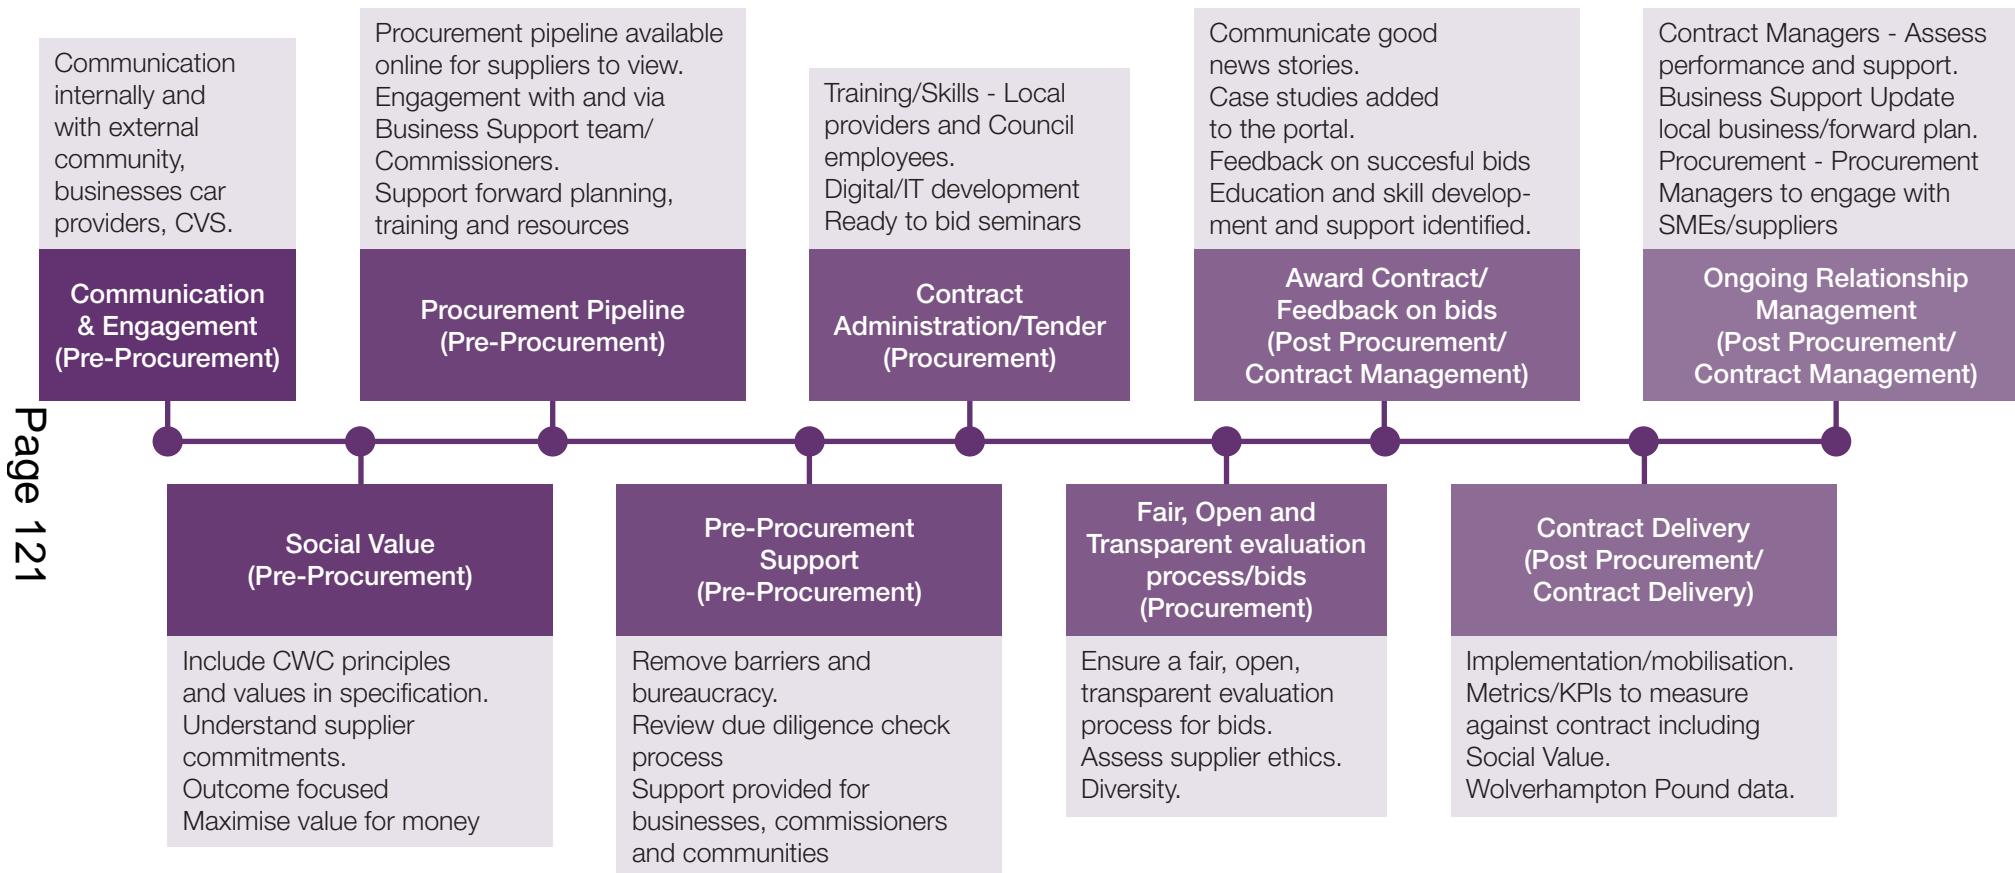 Communication
internally and
with external
community,
businesses car
providers, CVS.
Communication
& Engagement
(Pre-Procurement)
Social Value
(Pre-Procurement)
Include CWC principles
and values in specification.
Understand supplier
commitments.
Outcome focused
Maximise value for money
Procurement pipeline available
online for suppliers to view.
Engagement with and via
Business Support team/
Commissioners.
Support forward planning,
training and resources
Procurement Pipeline
(Pre-Procurement)
Pre-Procurement
Support
(Pre-Procurement)
Remove barriers and
bureaucracy.
Review due diligence check
process
Support provided for
businesses, commissioners
and communities
Training/Skills - Local
providers and Council
employees.
Digital/IT development
Ready to bid seminars
Contract
Administration/Tender
(Procurement)
Fair, Open and
Transparent evaluation
process/bids
(Procurement)
Ensure a fair, open,
transparent evaluation
process for bids.
Assess supplier ethics.
Diversity.
Communicate good
news stories.
Case studies added
to the portal.
Feedback on succesful bids
Education and skill develop-
ment and support identified.
Award Contract/
Feedback on bids
(Post Procurement/
Contract Management)
Contract Delivery
(Post Procurement/
Contract Delivery)
Implementation/mobilisation.
Metrics/KPIs to measure
against contract including
Social Value.
Wolverhampton Pound data.
Contract Managers - Assess
performance and support.
Business Support Update
local business/forward plan.
Procurement - Procurement
Managers to engage with
SMEs/suppliers
Ongoing Relationship
Management
(Post Procurement/
Contract Management)
Page 121